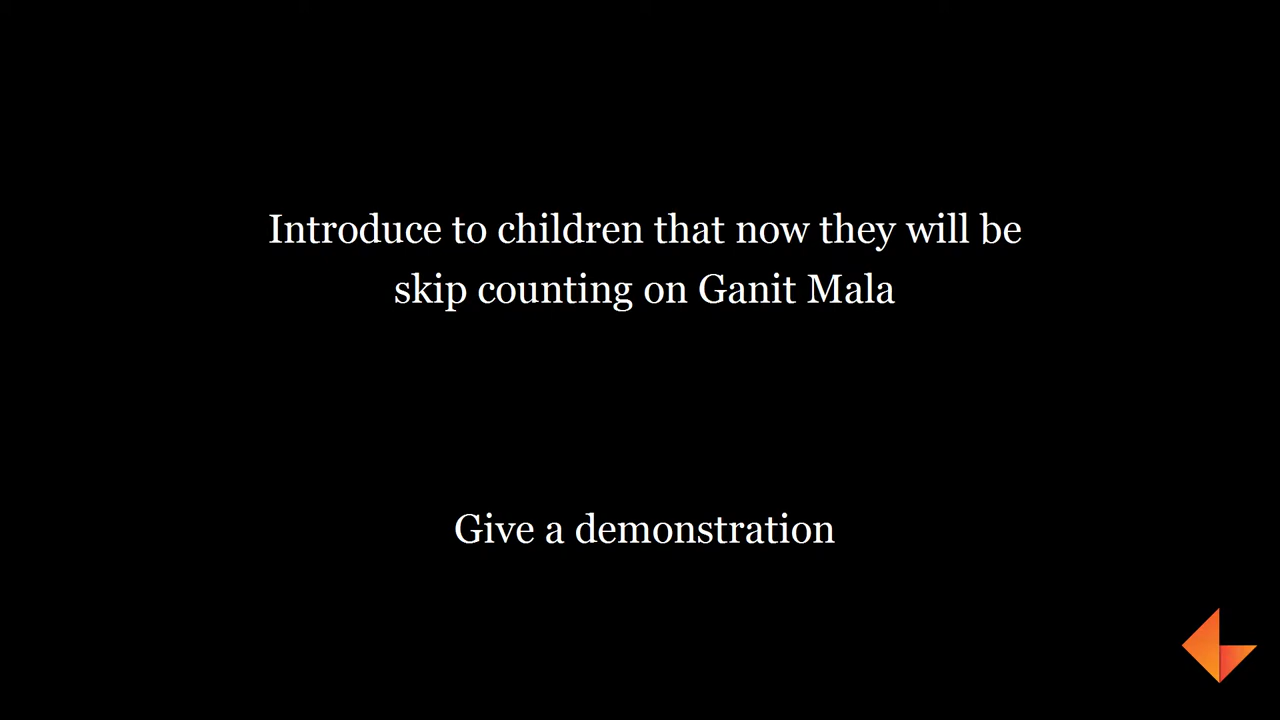 Introduce to children that now they will be
skip counting on Ganit Mala
Give a demonstration